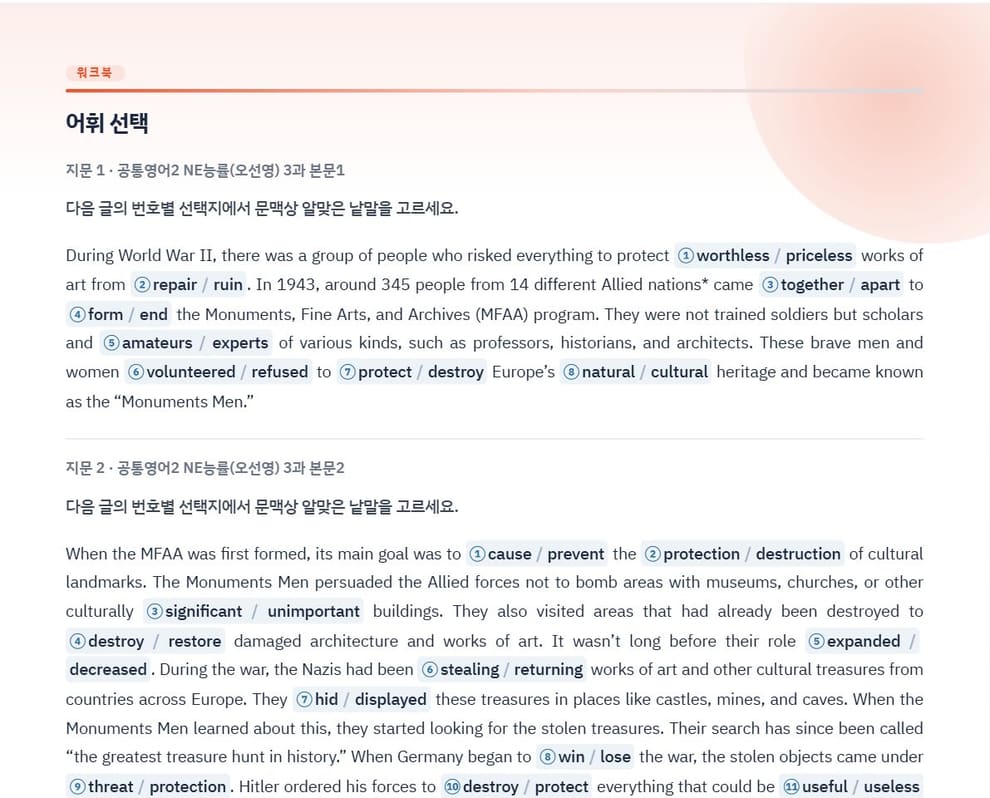 워크북
어휘 선택
지문 1 · 공통영어2 NE능률(오선영) 3과 본문1
다음 글의 번호별 선택지에서 문맥상 알맞은 낱말을 고르세요.
During World War II, there was a group of people who risked everything to protect ①worthless / priceless works of
art from ②repair / ruin. In 1943, around 345 people from 14 different Allied nations* came ③together / apart to
④form / end the Monuments, Fine Arts, and Archives (MFAA) program. They were not trained soldiers but scholars
and ⑤amateurs / experts of various kinds, such as professors, historians, and architects. These brave men and
women ⑥volunteered / refused to ⑦protect / destroy Europe’s ⑧natural / cultural heritage and became known
as the “Monuments Men.”
지문 2 · 공통영어2 NE능률(오선영) 3과 본문2
다음 글의 번호별 선택지에서 문맥상 알맞은 낱말을 고르세요.
When the MFAA was first formed, its main goal was to ①cause / prevent the ②protection / destruction of cultural
landmarks. The Monuments Men persuaded the Allied forces not to bomb areas with museums, churches, or other
culturally ③significant / unimportant buildings. They also visited areas that had already been destroyed to
④destroy / restore damaged architecture and works of art. It wasn’t long before their role ⑤expanded /
decreased. During the war, the Nazis had been ⑥stealing / returning works of art and other cultural treasures from
countries across Europe. They ⑦hid / displayed these treasures in places like castles, mines, and caves. When the
Monuments Men learned about this, they started looking for the stolen treasures. Their search has since been called
“the greatest treasure hunt in history.” When Germany began to ⑧win / lose the war, the stolen objects came under
⑨threat / protection. Hitler ordered his forces to ⑩destroy / protect everything that could be ⑪useful / useless